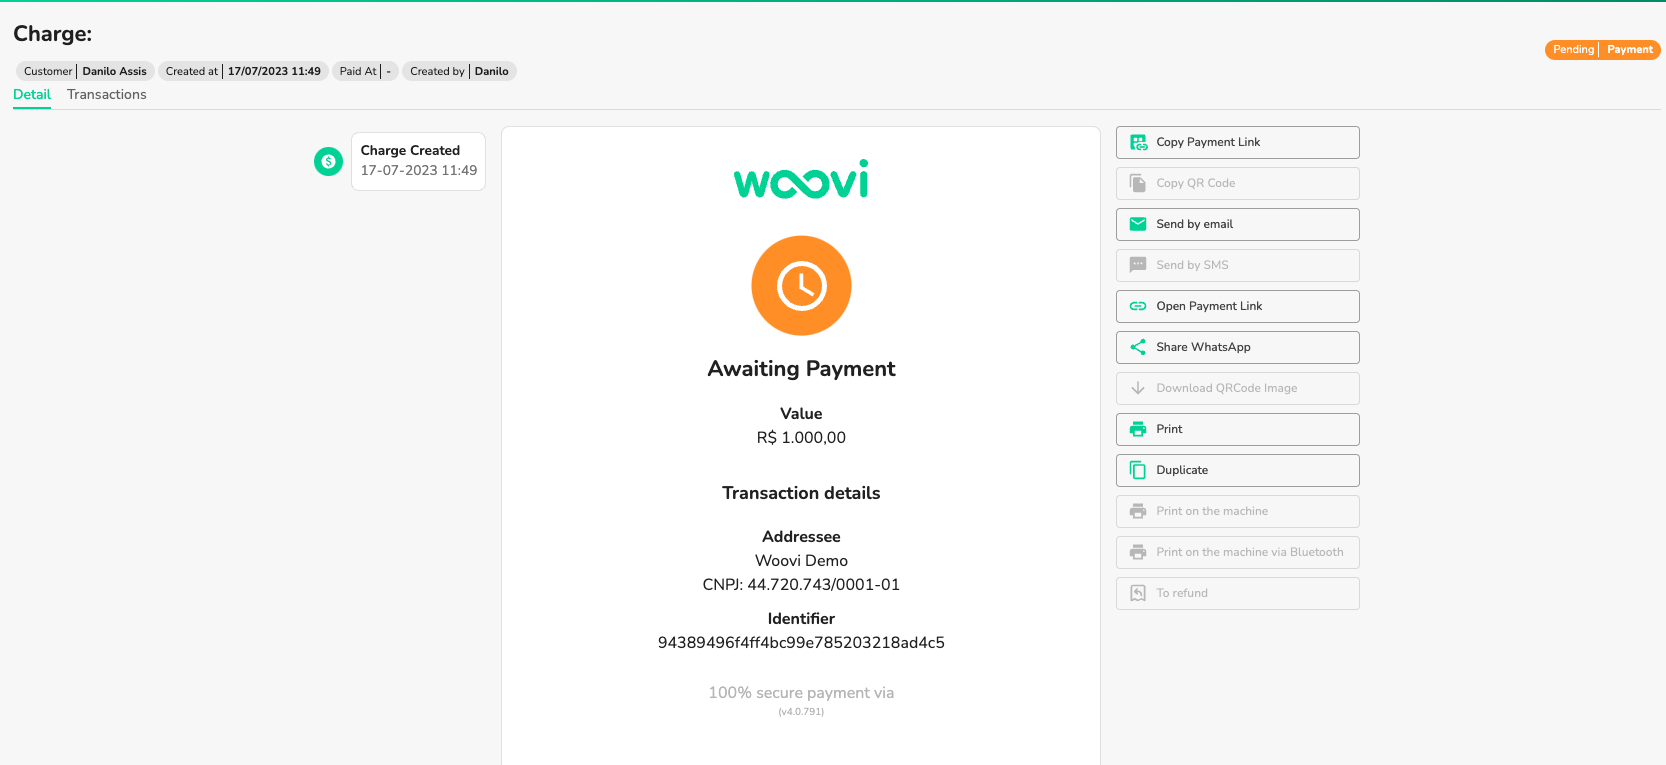 Charge:
Pending | Payment
Customer | Danilo Assis Created at | 17/07/2023 11:49 Paid At | - Created by | Danilo
Detail Transactions
Charge Created
17-07-2023 11:49
woovi
Awaiting Payment
Value
R$ 1.000,00
Transaction details
Addressee
Woovi Demo
CNPJ: 44.720.743/0001-01
Identifier
94389496f4ff4bc99e785203218ad4c5
100% secure payment via
(v4.0.791)
Copy Payment Link
Copy QR Code
Send by email
Send by SMS
Open Payment Link
Share WhatsApp
Download QRCode Image
Print
Duplicate
Print on the machine
Print on the machine via Bluetooth
To refund